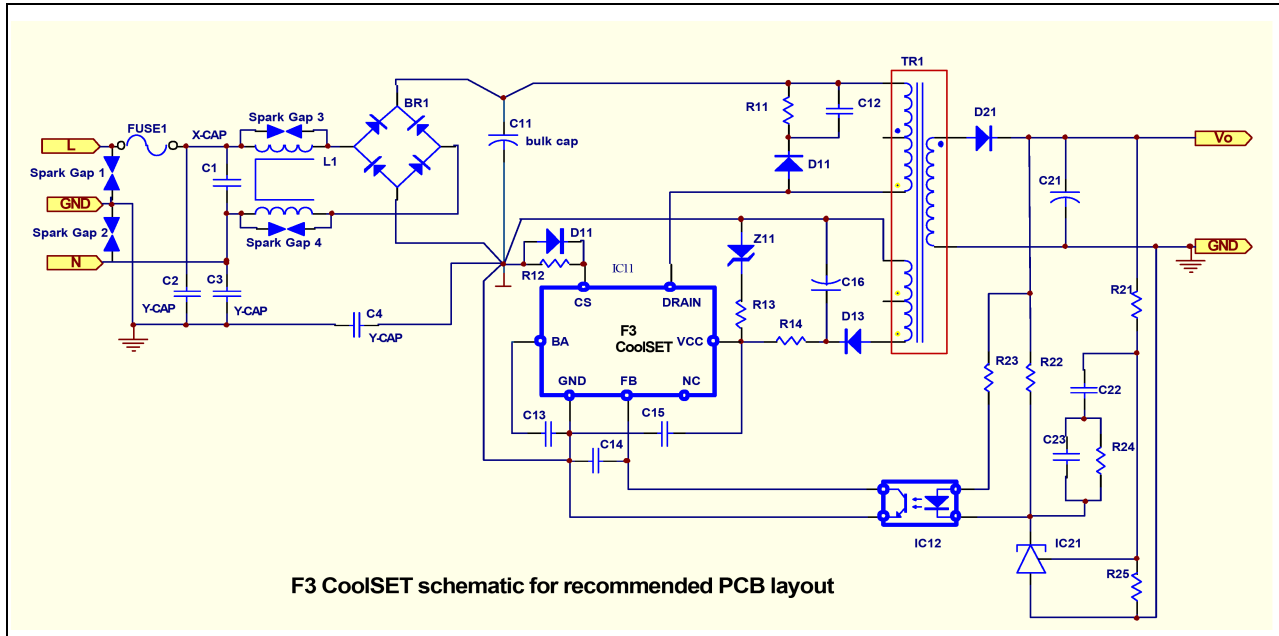 TR1
BR1
R11
C12
D21
FUSE1
X-CAP
Spark Gap 3
C11
bulk cap
L
Vo
C1
L1
D11
Spark Gap 1
C21
GND
Spark Gap 2
Spark Gap 4
D11
Z11
GND
N
R12
IC11
C16
C2
C3
CS
DRAIN
R21
Y-CAP
Y-CAP
C4
Y-CAP
R13
R14
D13
F3
CoolSET
BA
VCC
R23
R22
GND
FB
NC
C22
C13
C15
C14
C23
R24
IC12
IC21
R25
F3 CoolSET schematic for recommended PCB layout